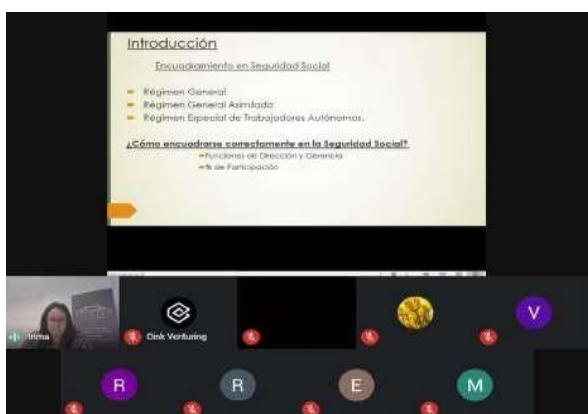 Introducción
Encuadramiento en Seguridad Social
Régimen General
Régimen General Asimilado
Régimen Especial de Trabajadores Autónomos.
¿Cómo encuadrarse correctamente en la Seguridad Social?
Funciones de Dirección y Gerencia
% de Participación
Cink Venturing
V
R
R
E
M